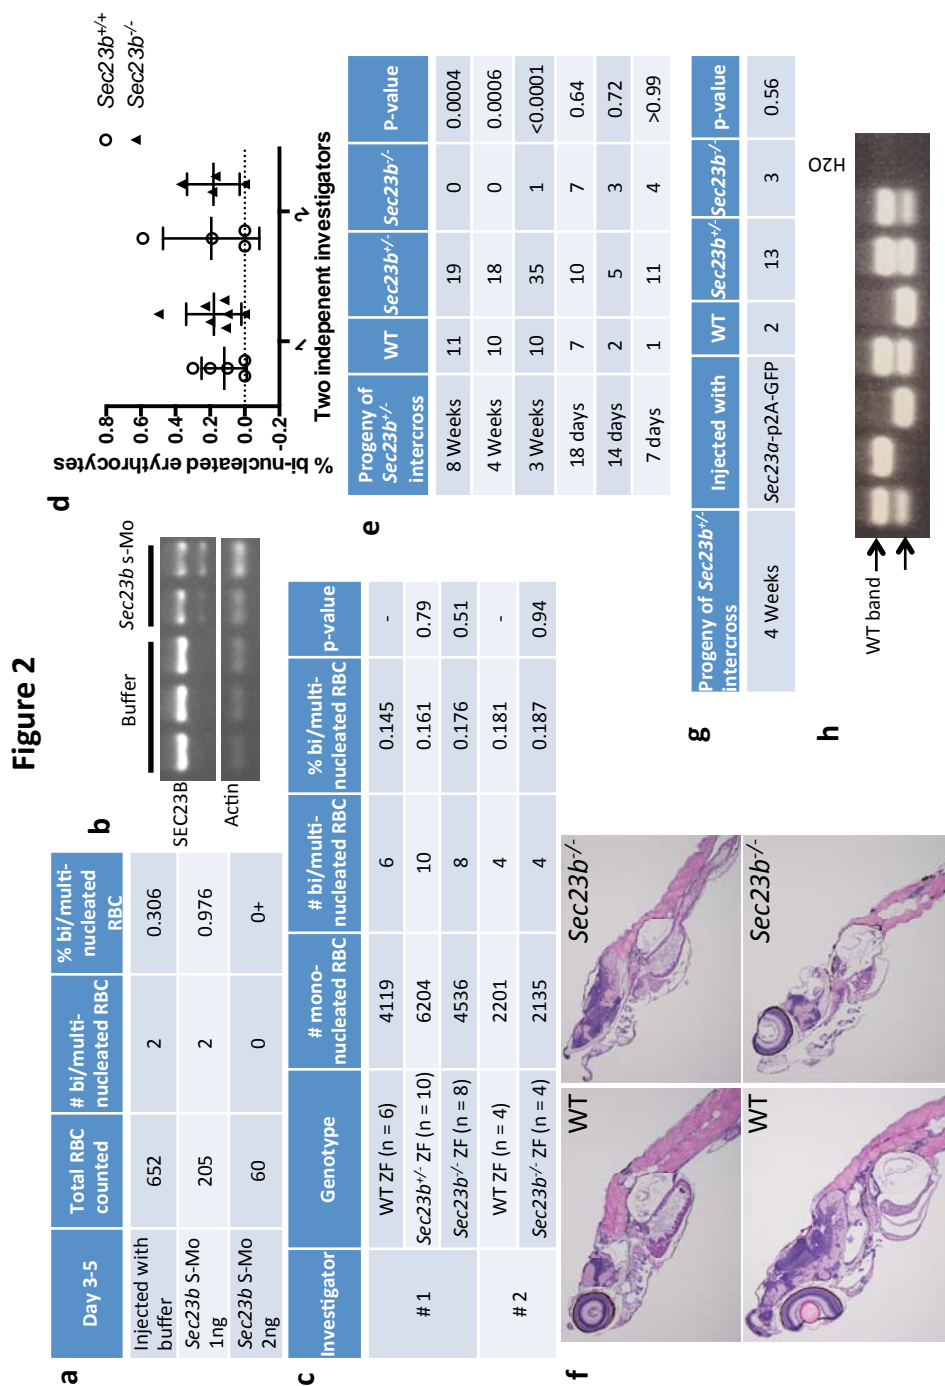 Figure 2
a
Day 3-5
Total RBC counted
# bi/multi-nucleated RBC
% bi/multi-nucleated RBC
Injected with buffer
652
2
0.306
Sec23b S-Mo 1ng
205
2
0.976
Sec23b S-Mo 2ng
60
0
0+
b
Buffer
Sec23b s-Mo
SEC23B
Actin
c
Investigator
Genotype
# mono-nucleated RBC
# bi/multi-nucleated RBC
% bi/multi-nucleated RBC
p-value
# 1
WT ZF (n = 6)
4119
6
0.145
-
Sec23b+/- ZF (n = 10)
6204
10
0.161
0.79
Sec23b-/- ZF (n = 8)
4536
8
0.176
0.51
# 2
WT ZF (n = 4)
2201
4
0.181
-
Sec23b-/- ZF (n = 4)
2135
4
0.187
0.94
d
% bi-nucleated erythrocytes
0.8
0.6
0.4
0.2
0.0
-0.2
1
2
Two indepenent investigators
Sec23b+/+
Sec23b-/-
e
Progeny of Sec23b+/- intercross
WT
Sec23b+/-
Sec23b-/-
P-value
8 Weeks
11
19
0
0.0004
4 Weeks
10
18
0
0.0006
3 Weeks
10
35
1
<0.0001
18 days
7
10
7
0.64
14 days
2
5
3
0.72
7 days
1
11
4
>0.99
f
WT
Sec23b-/-
WT
Sec23b-/-
g
Progeny of Sec23b+/- intercross
Injected with
WT
Sec23b+/-
Sec23b-/-
p-value
4 Weeks
Sec23a-p2A-GFP
2
13
3
0.56
h
WT band
H2O